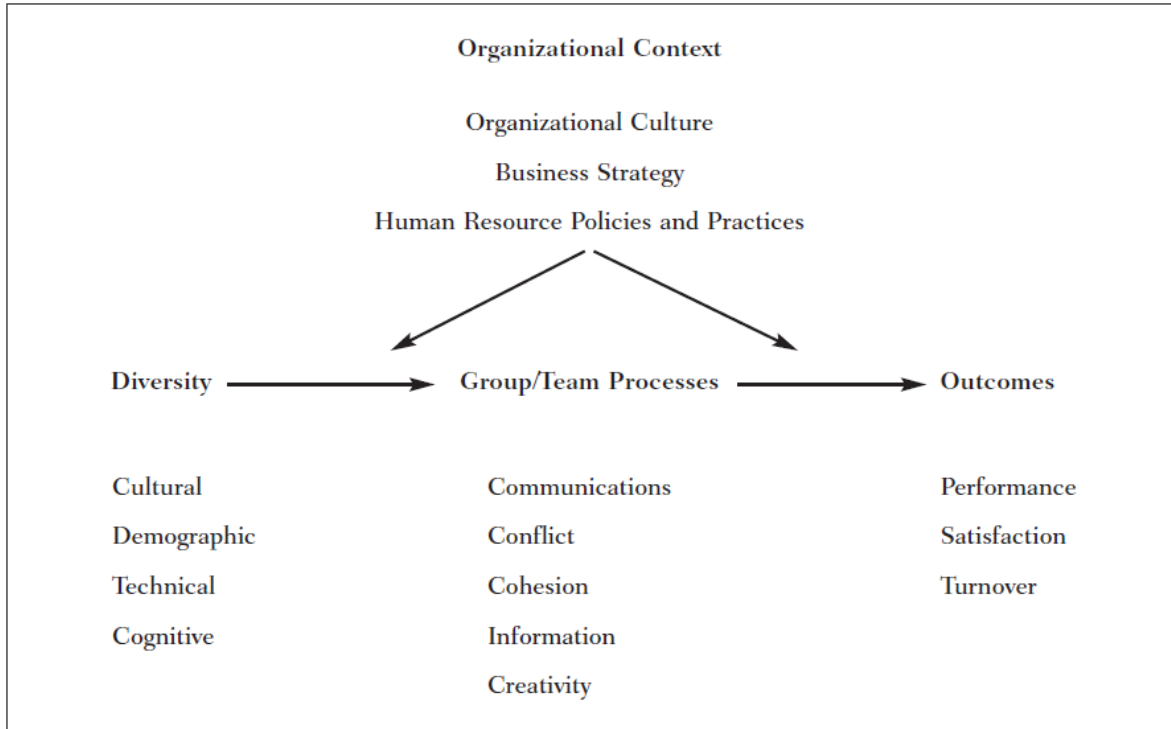 Organizational Context
Organizational Culture
Business Strategy
Human Resource Policies and Practices
Diversity
Group/Team Processes
Outcomes
Cultural
Demographic
Technical
Cognitive
Communications
Conflict
Cohesion
Information
Creativity
Performance
Satisfaction
Turnover